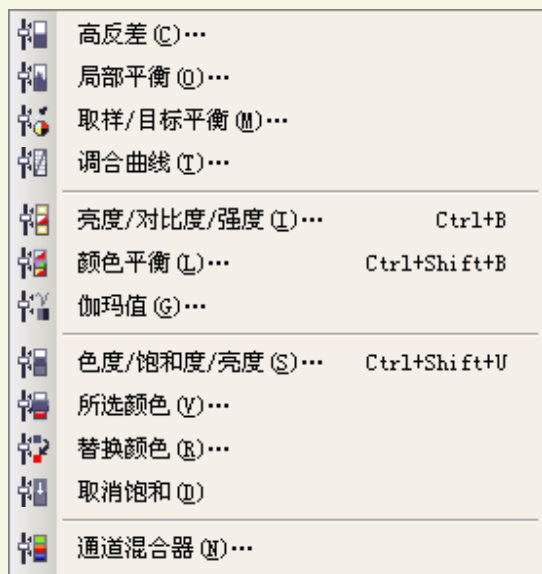 高反差(C)…
局部平衡(O)…
取样/目标平衡(M)…
调合曲线(T)…
亮度/对比度/强度(I)… Ctrl+B
颜色平衡(L)… Ctrl+Shift+B
伽玛值(G)…
色度/饱和度/亮度(S)… Ctrl+Shift+U
所选颜色(V)…
替换颜色(R)…
取消饱和(D)
通道混合器(N)…